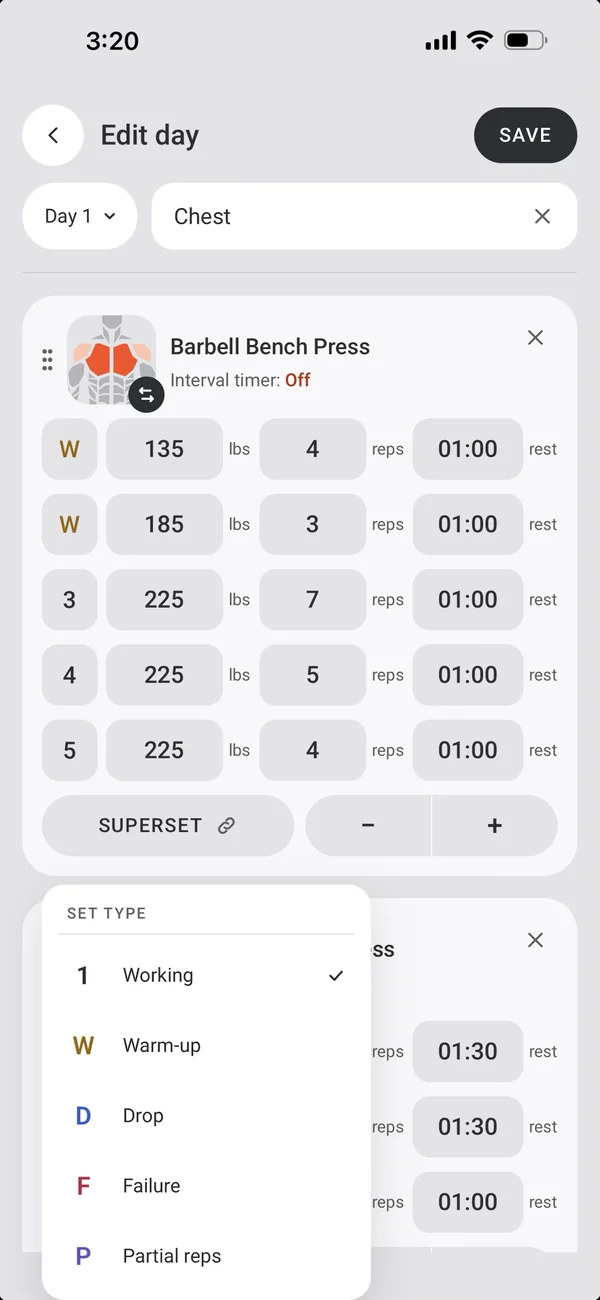 3:20
Edit day
SAVE
Day 1
Chest
Barbell Bench Press
Interval timer: Off
W 135 lbs 4 reps 01:00 rest
W 185 lbs 3 reps 01:00 rest
3 225 lbs 7 reps 01:00 rest
4 225 lbs 5 reps 01:00 rest
5 225 lbs 4 reps 01:00 rest
SUPERSET − +
SET TYPE
1 Working
W Warm-up
D Drop
F Failure
P Partial reps
ss
reps 01:30 rest
reps 01:30 rest
reps 01:00 rest